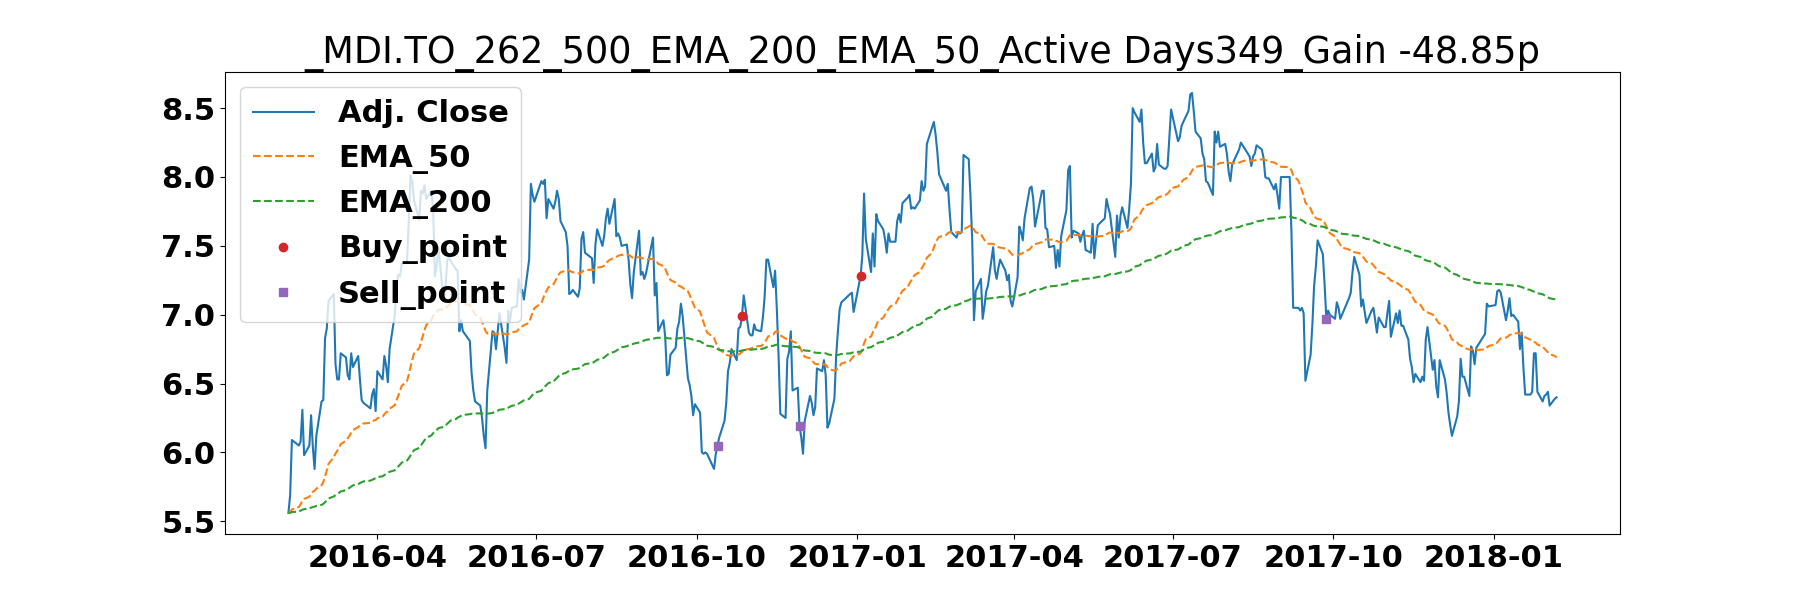 _MDI.TO_262_500_EMA_200_EMA_50_Active Days349_Gain -48.85p
8.5
8.0
7.5
7.0
6.5
6.0
5.5
Adj. Close
EMA_50
EMA_200
Buy_point
Sell_point
2016-04 2016-07 2016-10 2017-01 2017-04 2017-07 2017-10 2018-01